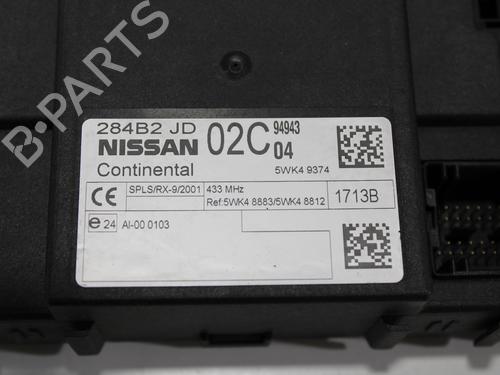 284B2 JD 02C 94943
NISSAN 04
Continental 5WK4 9374
CE SPLS/RX-9/2001 433 MHz 1713B
Ref:5WK4 8883/5WK4 8812
e 24 AI-00 0103
B-PARTS